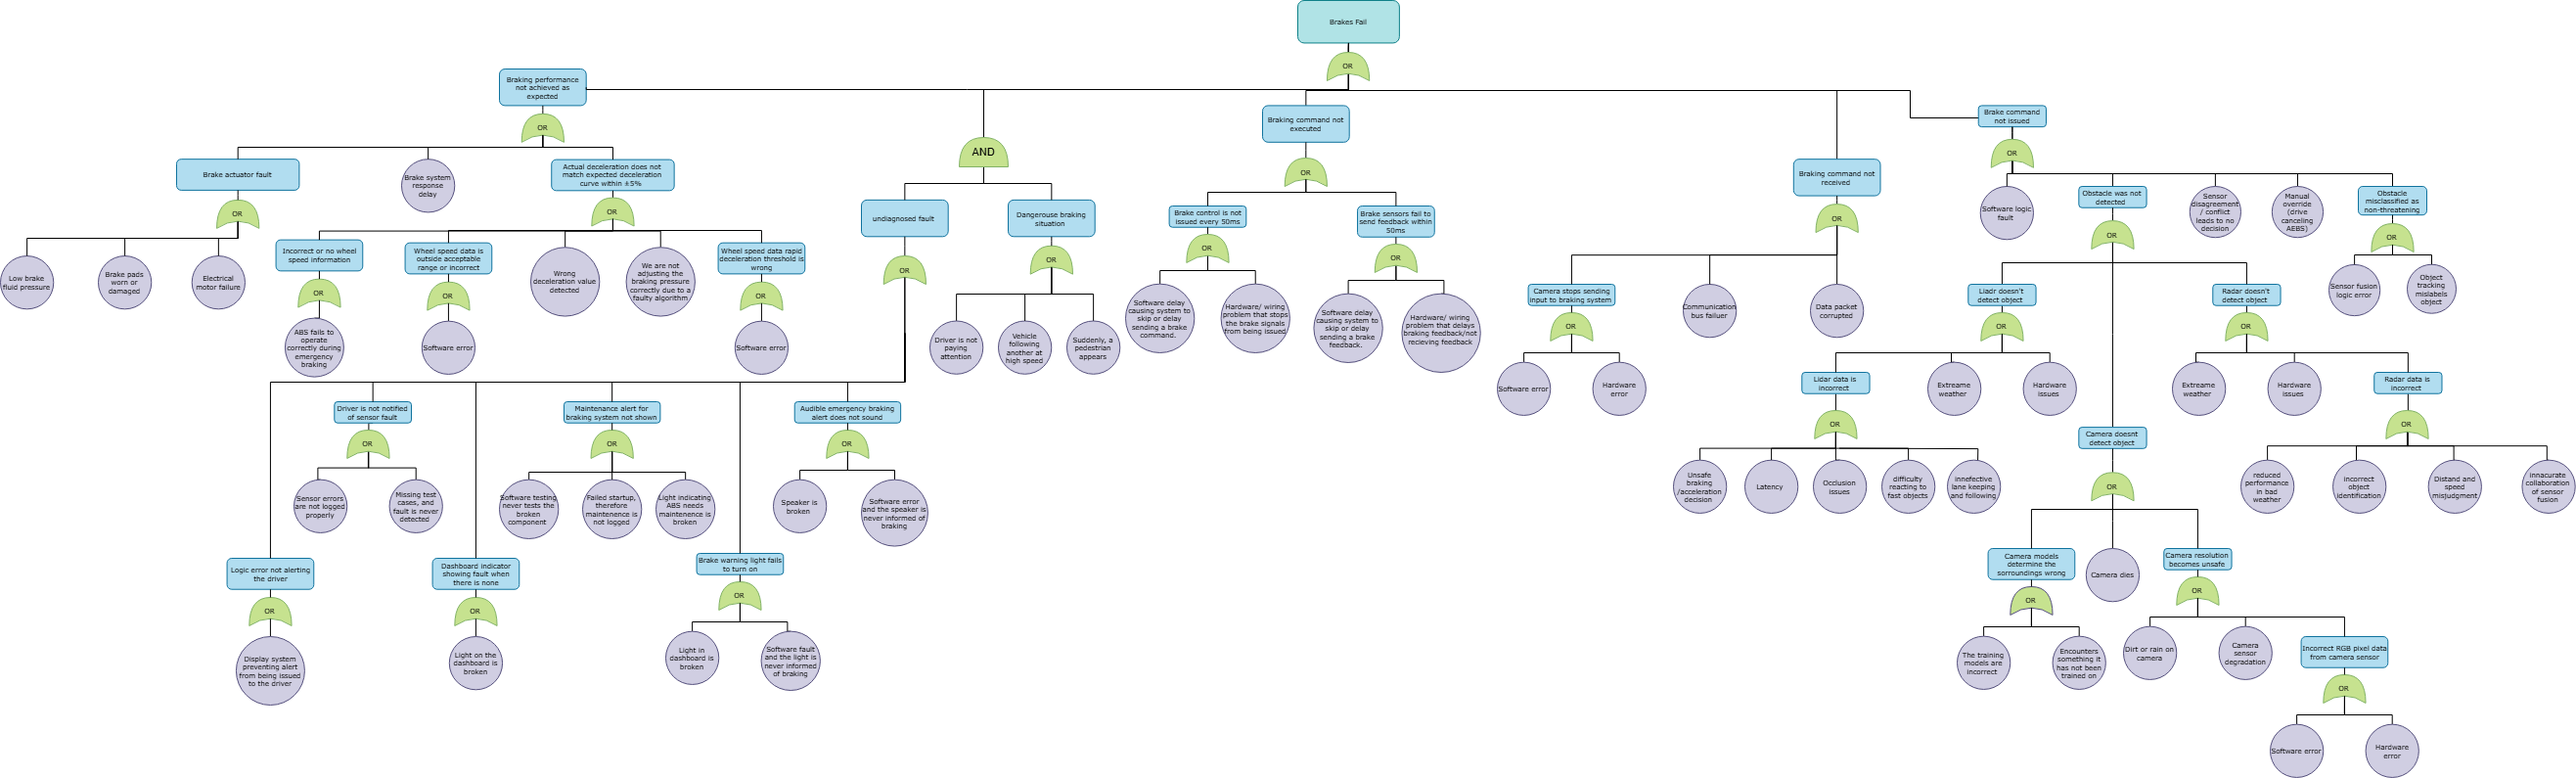 Brakes Fail
OR
Braking performance
not achieved as
expected
OR
AND
Braking command not
executed
OR
Braking command not
received
OR
Brake command
not issued
OR
Brake actuator fault
OR
Brake system
response
delay
Actual deceleration does not
match expected deceleration
curve within ±5%
OR
undiagnosed fault
OR
Dangerouse braking
situation
OR
Brake control is not
issued every 50ms
OR
Brake sensors fail to
send feedback within
50ms
OR
Software logic
fault
Obstacle was not
detected
OR
Sensor
disagreement
/ conflict
leads to no
decision
Manual
override
(drive
canceling
AEBS)
Obstacle
misclassified as
non-threatening
OR
Low brake
fluid pressure
Brake pads
worn or
damaged
Electrical
motor failure
Incorrect or no wheel
speed information
OR
Wheel speed data is
outside acceptable
range or incorrect
OR
Wrong
deceleration value
detected
We are not
adjusting the
braking pressure
correctly due to a
faulty algorithm
Wheel speed data rapid
deceleration threshold is
wrong
OR
ABS fails to
operate
correctly during
emergency
braking
Software error
Software error
Driver is not
paying
attention
Vehicle
following
another at
high speed
Suddenly, a
pedestrian
appears
Software delay
causing system to
skip or delay
sending a brake
command.
Hardware/ wiring
problem that stops
the brake signals
from being issued
Software delay
causing system to
skip or delay
sending a brake
feedback.
Hardware/ wiring
problem that delays
braking feedback/not
recieving feedback
Camera stops sending
input to braking system
OR
Communication
bus failuer
Data packet
corrupted
Software error
Hardware
error
Liadr doesn't
detect object
OR
Radar doesn't
detect object
OR
Sensor fusion
logic error
Object
tracking
mislabels
object
Lidar data is
incorrect
OR
Extreame
weather
Hardware
issues
Extreame
weather
Hardware
issues
Radar data is
incorrect
OR
Driver is not notified
of sensor fault
OR
Maintenance alert for
braking system not shown
OR
Audible emergency braking
alert does not sound
OR
Camera doesnt
detect object
OR
Sensor errors
are not logged
properly
Missing test
cases, and
fault is never
detected
Software testing
never tests the
broken
component
Failed startup,
therefore
maintenence is
not logged
Light indicating
ABS needs
maintenence is
broken
Speaker is
broken
Software error
and the speaker is
never informed of
braking
Unsafe
braking
/acceleration
decision
Latency
Occlusion
issues
difficulty
reacting to
fast objects
innefective
lane keeping
and following
reduced
performance
in bad
weather
incorrect
object
identification
Distand and
speed
misjudgment
innacurate
collaboration
of sensor
fusion
Logic error not alerting
the driver
OR
Dashboard indicator
showing fault when
there is none
OR
Brake warning light fails
to turn on
OR
Camera models
determine the
sorroundings wrong
OR
Camera dies
Camera resolution
becomes unsafe
OR
Display system
preventing alert
from being issued
to the driver
Light on the
dashboard is
broken
Light in
dashboard is
broken
Software fault
and the light is
never informed
of braking
The training
models are
incorrect
Encounters
something it
has not been
trained on
Dirt or rain on
camera
Camera
sensor
degradation
Incorrect RGB pixel data
from camera sensor
OR
Software error
Hardware
error